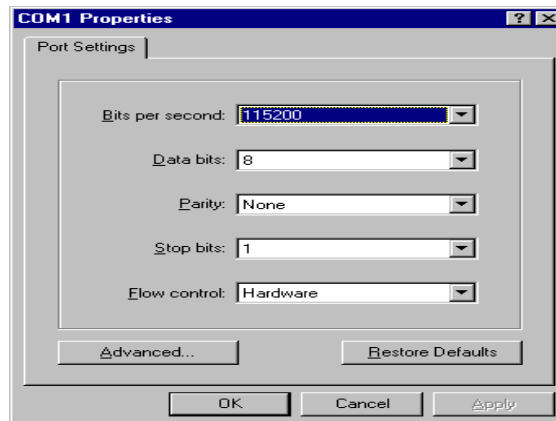 COM1 Properties
Port Settings
Bits per second: 115200
Data bits: 8
Parity: None
Stop bits: 1
Flow control: Hardware
Advanced... Restore Defaults
OK Cancel Apply